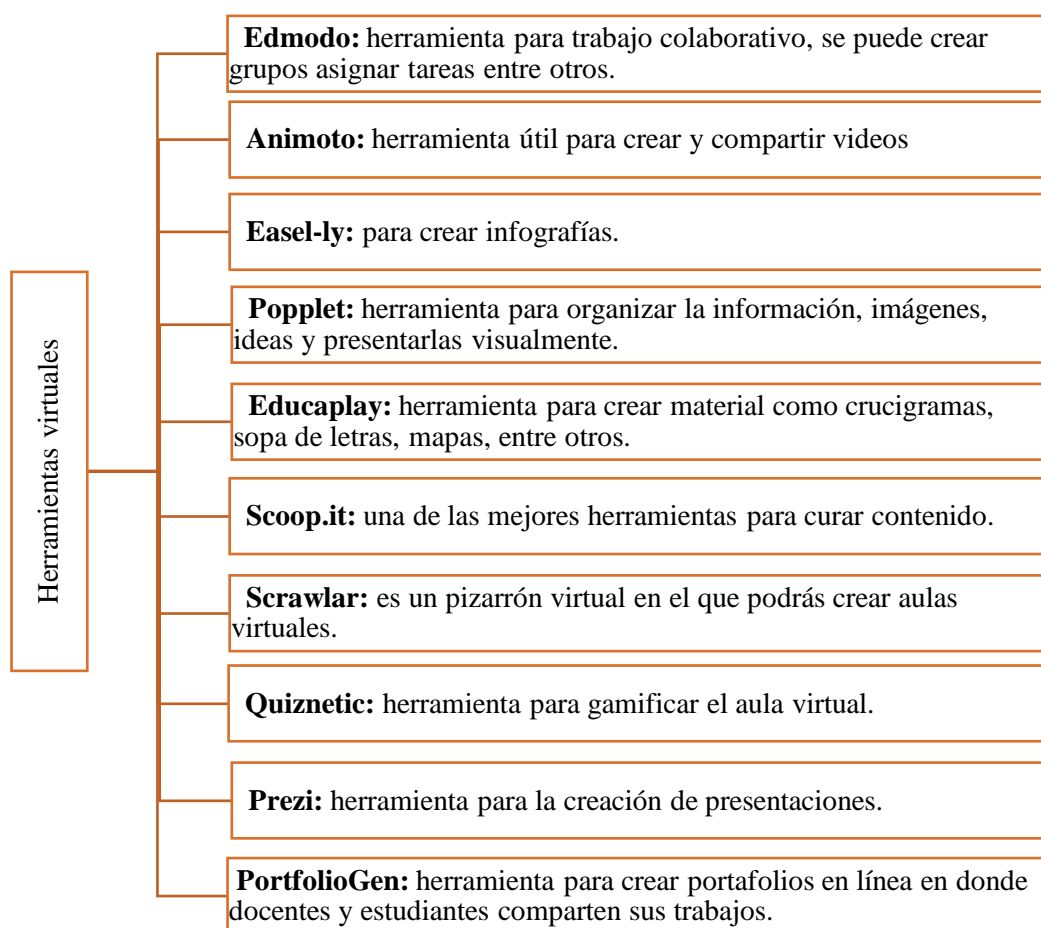 Herramientas virtuales
Edmodo: herramienta para trabajo colaborativo, se puede crear
grupos asignar tareas entre otros.
Animoto: herramienta útil para crear y compartir videos
Easel-ly: para crear infografías.
Popplet: herramienta para organizar la información, imágenes,
ideas y presentarlas visualmente.
Educaplay: herramienta para crear material como crucigramas,
sopa de letras, mapas, entre otros.
Scoop.it: una de las mejores herramientas para curar contenido.
Scrawlar: es un pizarrón virtual en el que podrás crear aulas
virtuales.
Quiznetic: herramienta para gamificar el aula virtual.
Prezi: herramienta para la creación de presentaciones.
PortfolioGen: herramienta para crear portafolios en línea en donde
docentes y estudiantes comparten sus trabajos.